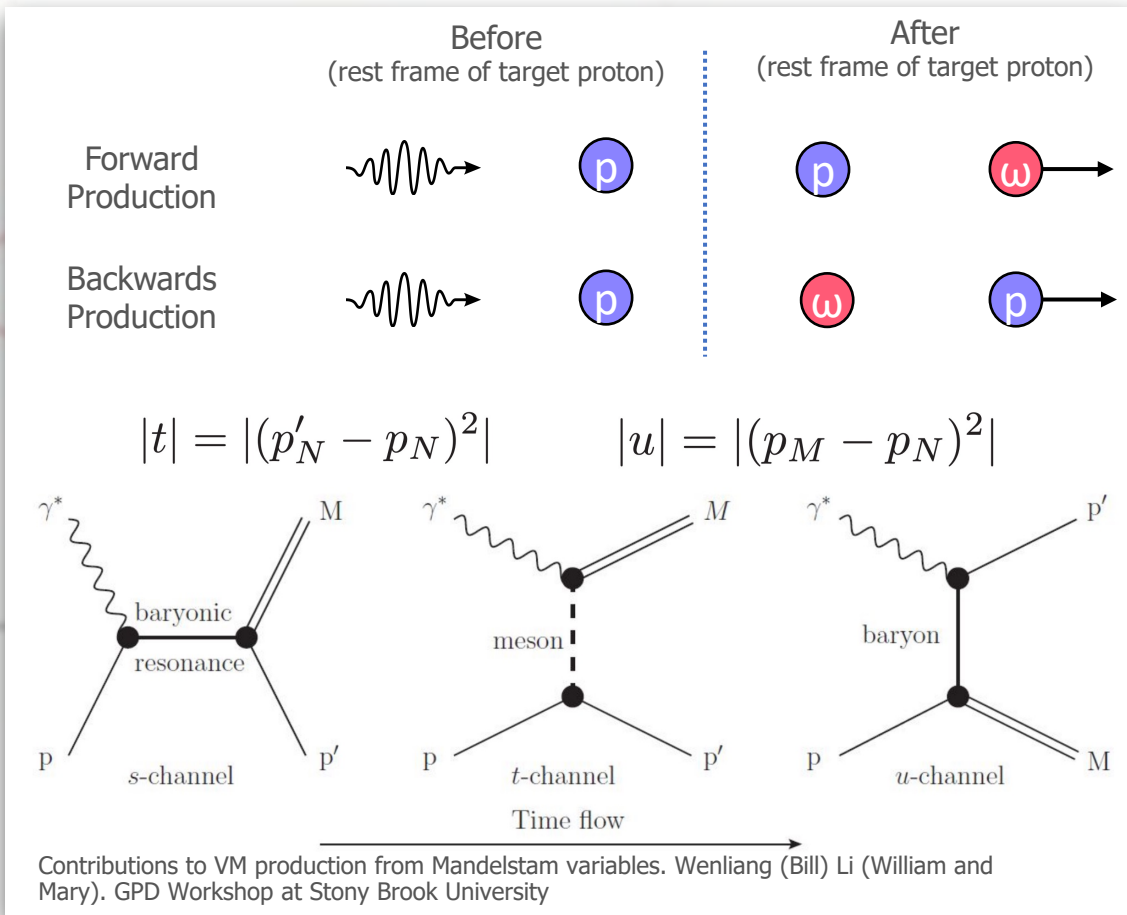 Before
(rest frame of target proton)
After
(rest frame of target proton)
Forward
Production
p
p
ω
Backwards
Production
p
ω
p
|t| = |(p′_N − p_N)²|
|u| = |(p_M − p_N)²|
γ*
M
baryonic
resonance
p
p′
s-channel
γ*
M
meson
p
p′
t-channel
γ*
p′
baryon
p
M
u-channel
Time flow
Contributions to VM production from Mandelstam variables. Wenliang (Bill) Li (William and
Mary). GPD Workshop at Stony Brook University